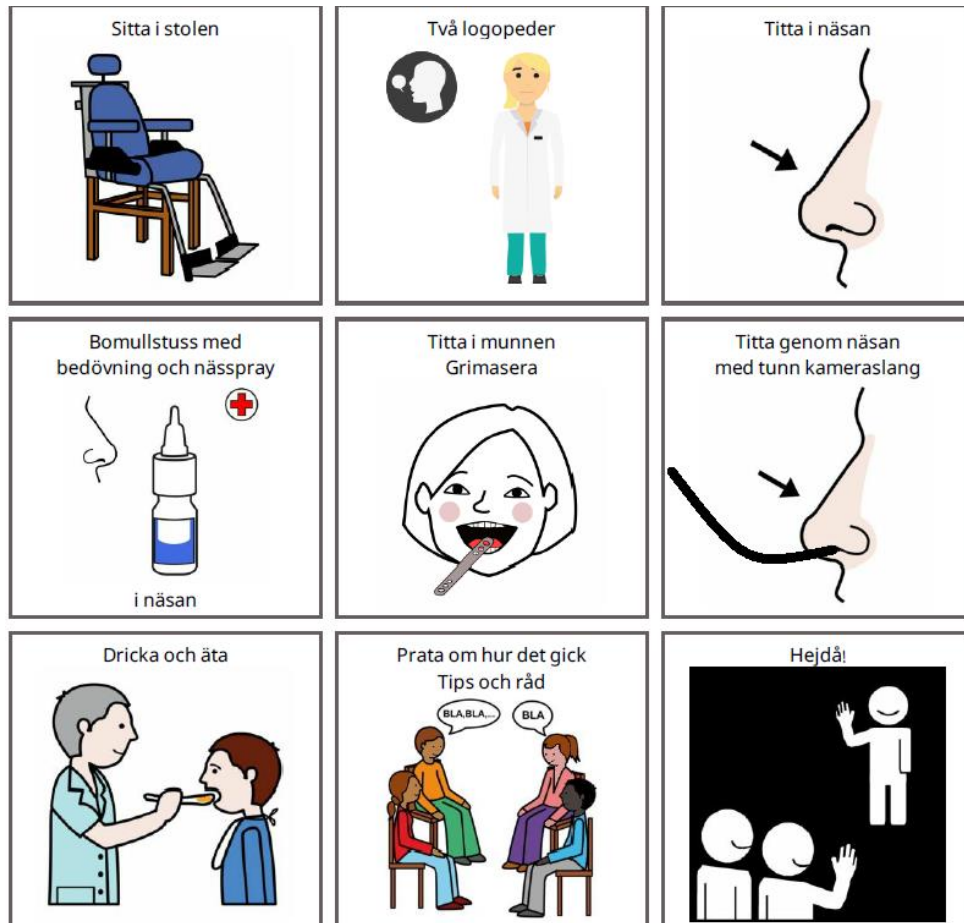 Sitta i stolen
Två logopeder
Titta i näsan
Bomullstuss med
bedövning och nässpray
i näsan
Titta i munnen
Grimasera
Titta genom näsan
med tunn kameraslang
Dricka och äta
Prata om hur det gick
Tips och råd
BLA,BLA,...
BLA
Hejdå!